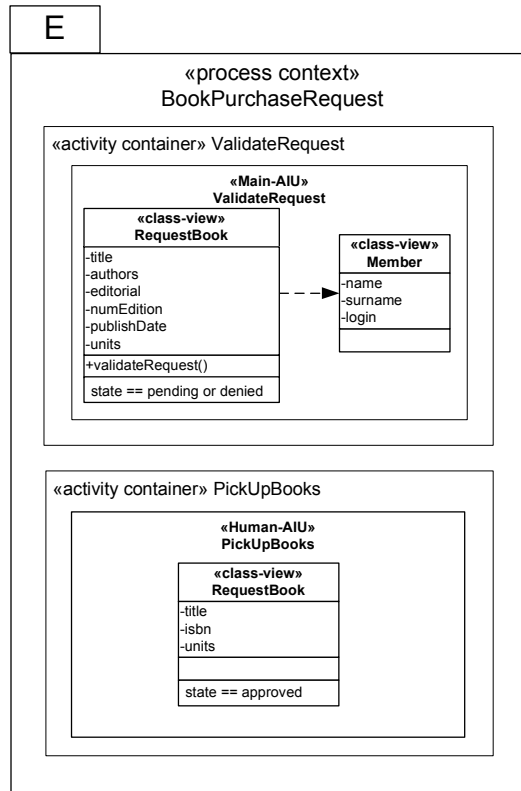 E
«process context»
BookPurchaseRequest
«activity container» ValidateRequest
«Main-AIU»
ValidateRequest
«class-view»
RequestBook
-title
-authors
-editorial
-numEdition
-publishDate
-units
+validateRequest()
state == pending or denied
«class-view»
Member
-name
-surname
-login
«activity container» PickUpBooks
«Human-AIU»
PickUpBooks
«class-view»
RequestBook
-title
-isbn
-units
state == approved